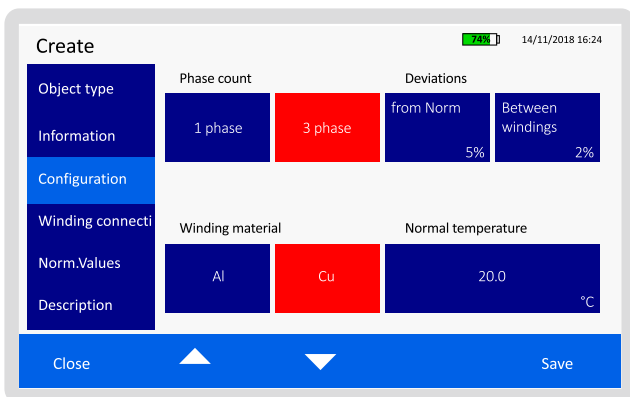 Create
74%
14/11/2018 16:24
Object type
Information
Configuration
Winding connecti
Norm.Values
Description
Phase count
1 phase
3 phase
Deviations
from Norm
5%
Between
windings
2%
Winding material
Al
Cu
Normal temperature
20.0
°C
Close
Save